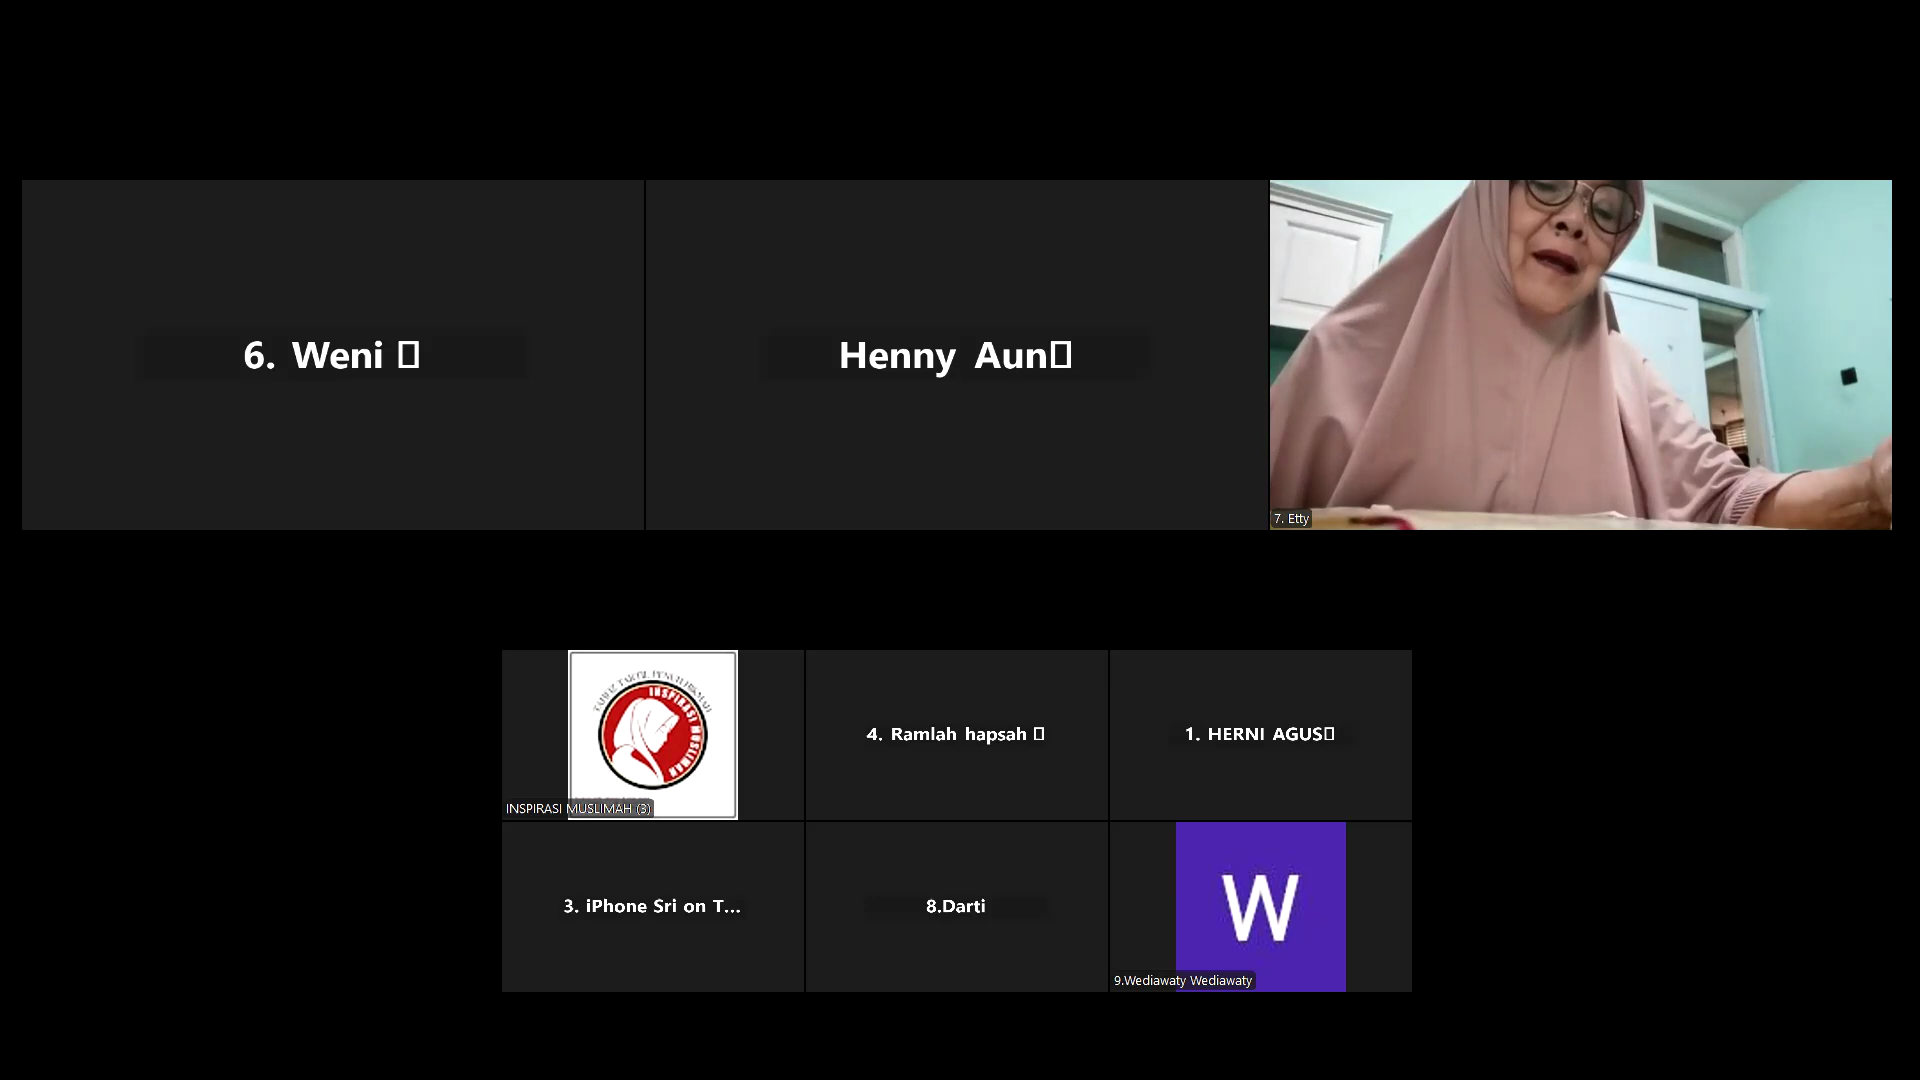 6. Weni
Henny Aun
7. Etty
INSPIRASI MUSLIMAH
INSPIRASI MUSLIMAH (3)
4. Ramlah hapsah
1. HERNI AGUS
3. iPhone Sri on T...
8.Darti
W
9.Wediawaty Wediawaty